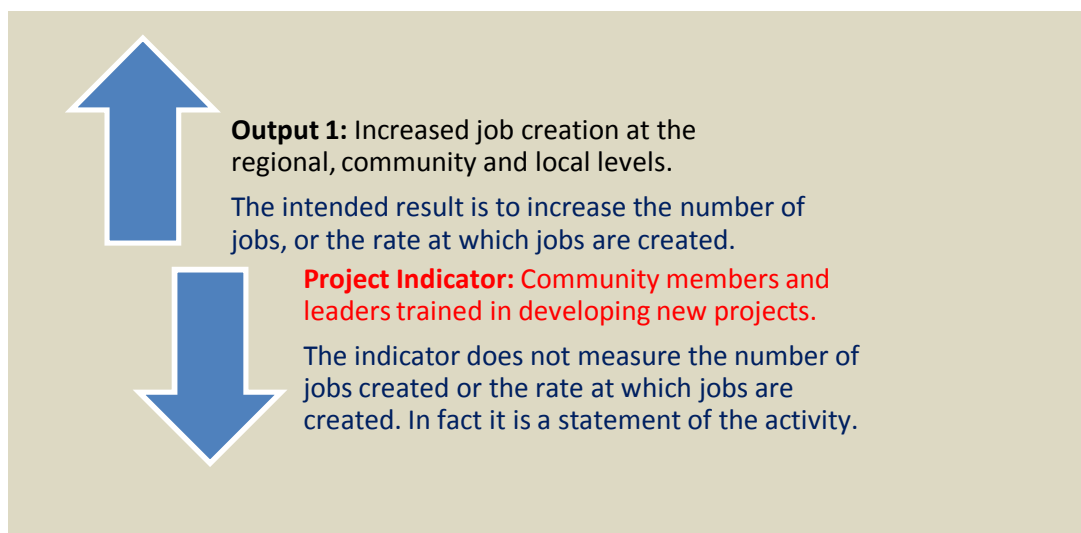 Output 1: Increased job creation at the
regional, community and local levels.
The intended result is to increase the number of
jobs, or the rate at which jobs are created.
Project Indicator: Community members and
leaders trained in developing new projects.
The indicator does not measure the number of
jobs created or the rate at which jobs are
created. In fact it is a statement of the activity.